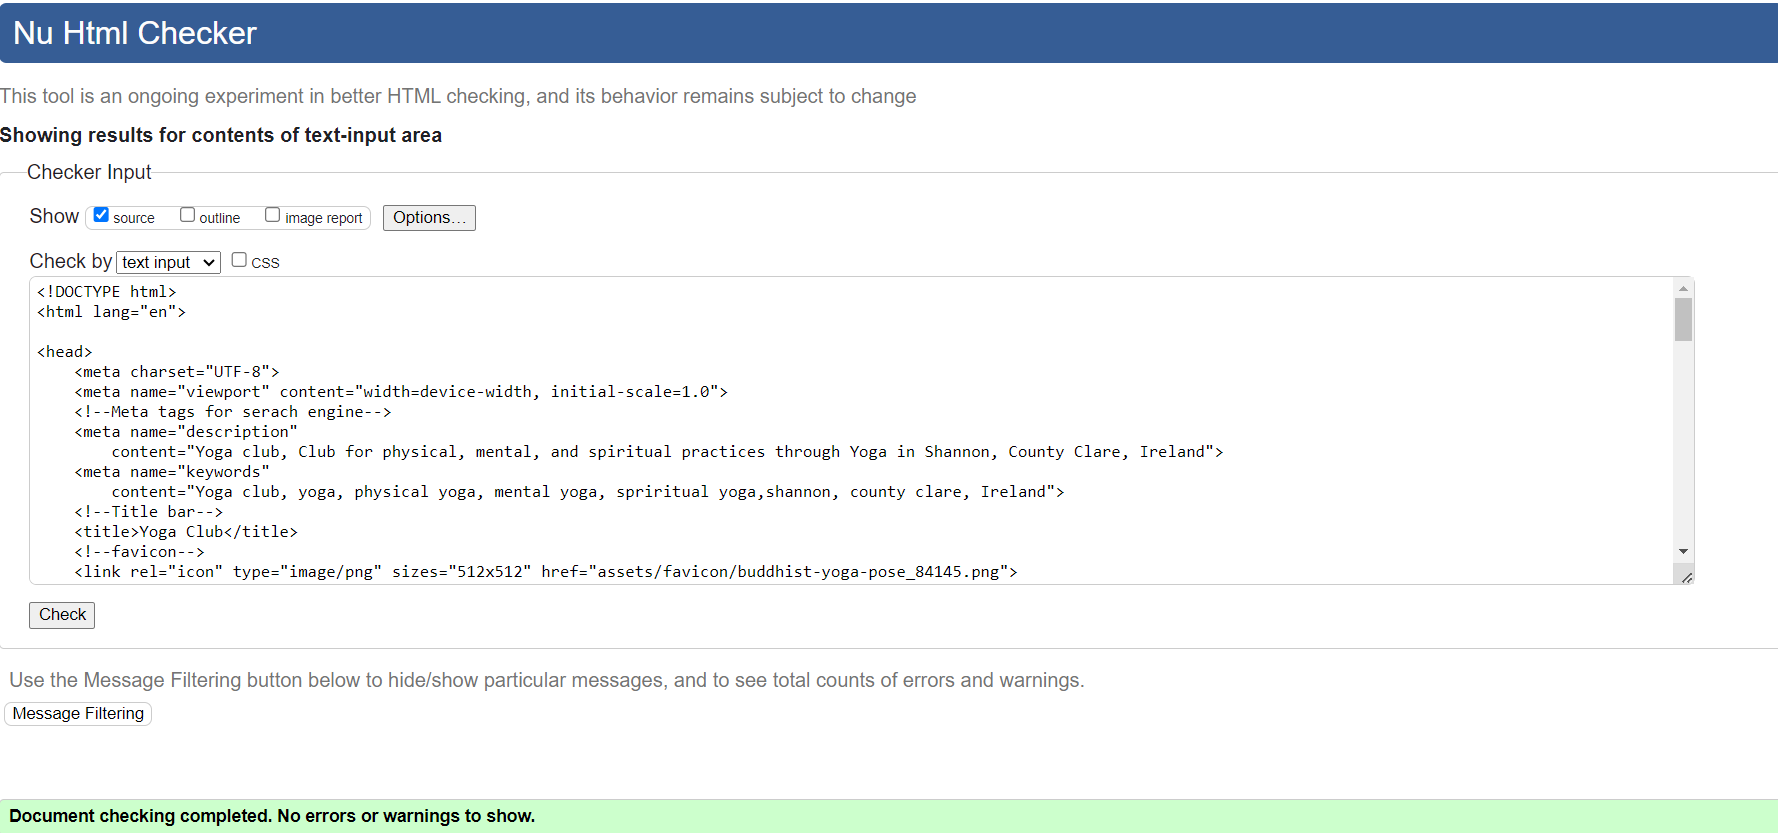 Nu Html Checker
This tool is an ongoing experiment in better HTML checking, and its behavior remains subject to change
Showing results for contents of text-input area
Checker Input
Show source outline image report Options...
Check by text input CSS
<!DOCTYPE html>
<html lang="en">
<head>
    <meta charset="UTF-8">
    <meta name="viewport" content="width=device-width, initial-scale=1.0">
    <!--Meta tags for serach engine-->
    <meta name="description"
        content="Yoga club, Club for physical, mental, and spiritual practices through Yoga in Shannon, County Clare, Ireland">
    <meta name="keywords"
        content="Yoga club, yoga, physical yoga, mental yoga, spriritual yoga,shannon, county clare, Ireland">
    <!--Title bar-->
    <title>Yoga Club</title>
    <!--favicon-->
    <link rel="icon" type="image/png" sizes="512x512" href="assets/favicon/buddhist-yoga-pose_84145.png">
Check
Use the Message Filtering button below to hide/show particular messages, and to see total counts of errors and warnings.
Message Filtering
Document checking completed. No errors or warnings to show.